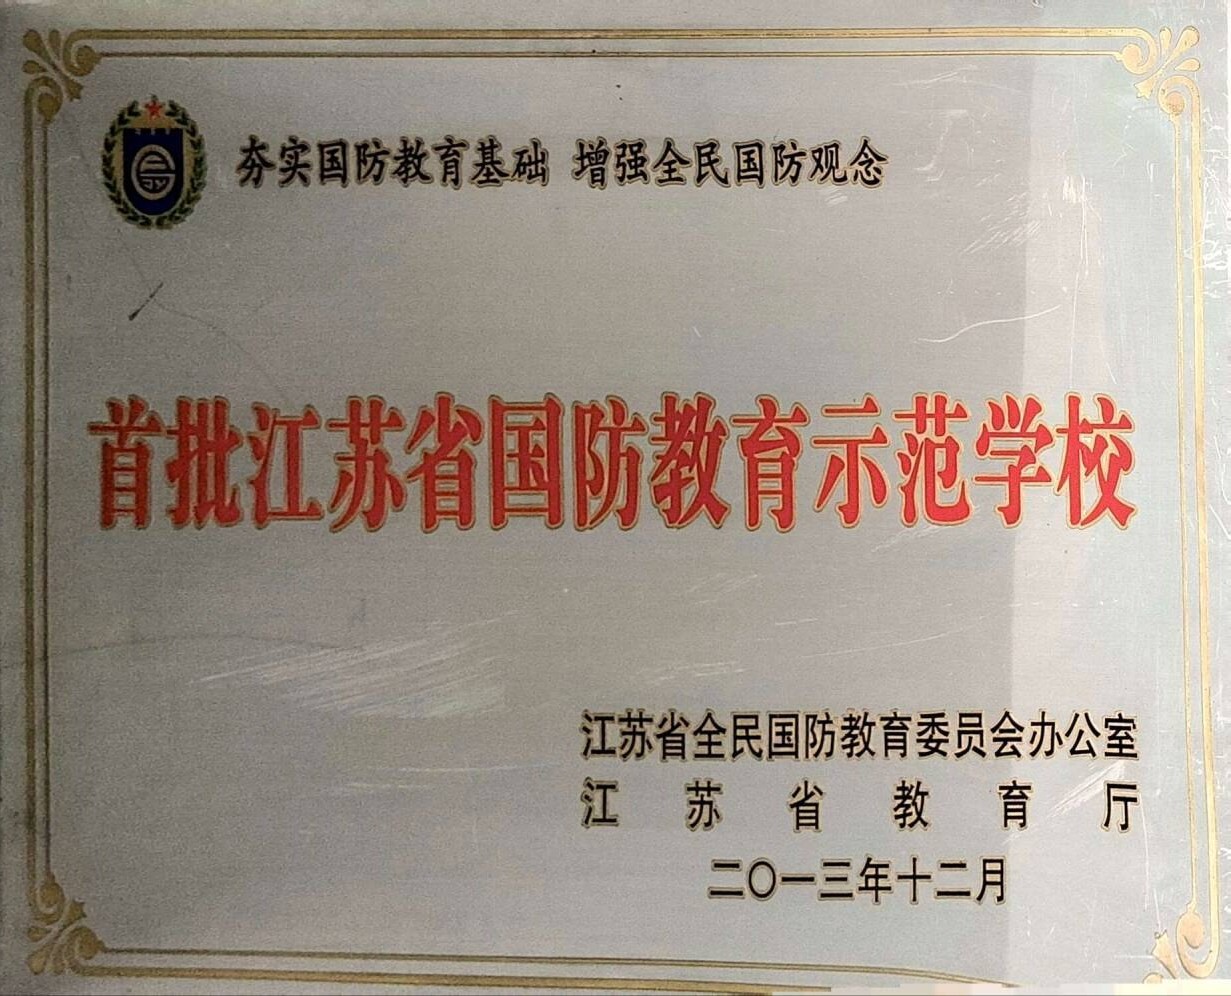 夯实国防教育基础 增强全民国防观念
首批江苏省国防教育示范学校
江苏省全民国防教育委员会办公室
江苏省教育厅
二〇一三年十二月